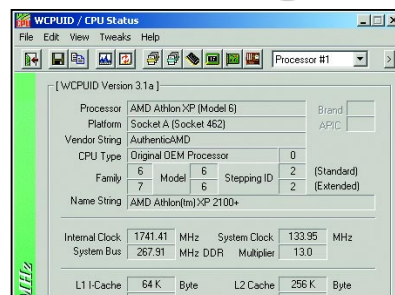 WCPUID / CPU Status
File Edit View Tweaks Help
Processor #1
[ WCPUID Version 3.1a ]
Processor AMD Athlon XP (Model 6) Brand
Platform Socket A (Socket 462) APIC
Vendor String AuthenticAMD
CPU Type Original OEM Processor 0
Family 6 Model 6 Stepping ID 2 (Standard)
7 6 2 (Extended)
Name String AMD Athlon(tm) XP 2100+
Internal Clock 1741.41 MHz System Clock 133.95 MHz
System Bus 267.91 MHz DDR Multiplier 13.0
L1 I-Cache 64 K Byte L2 Cache 256 K Byte
MHz